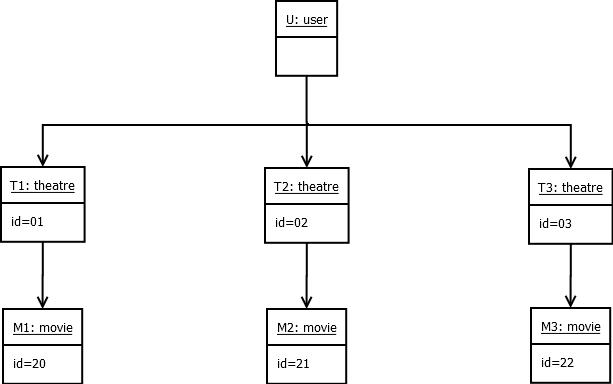 U: user
T1: theatre
T2: theatre
T3: theatre
id=01
id=02
id=03
M1: movie
M2: movie
M3: movie
id=20
id=21
id=22